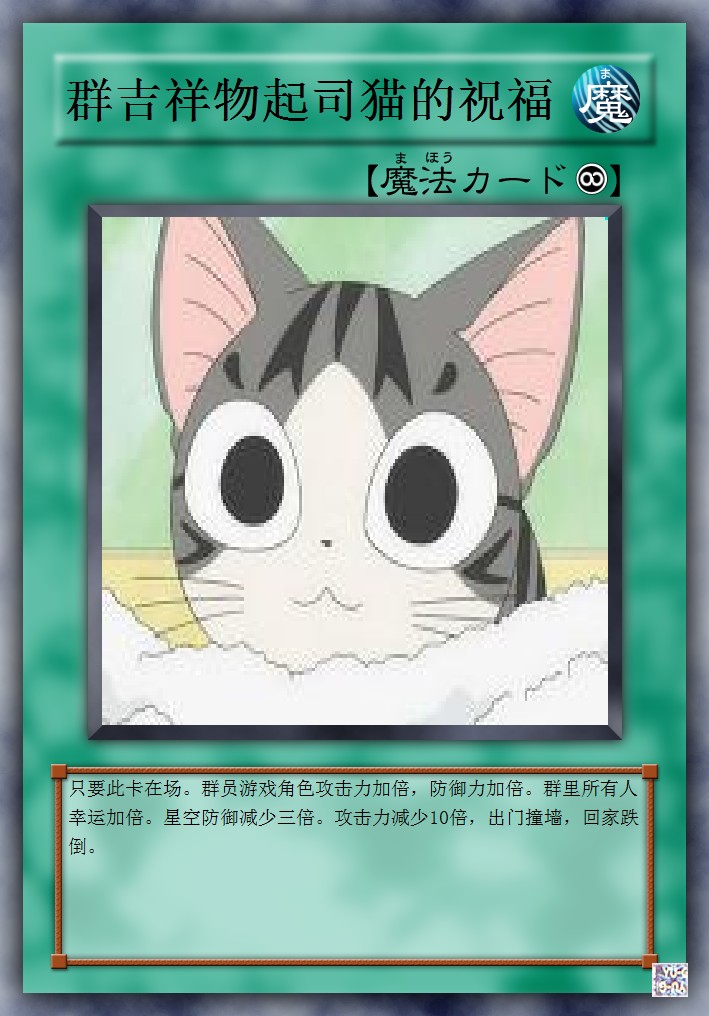 群吉祥物起司猫的祝福
ま
魔
ま ほう
【魔法カード】
只要此卡在场。群员游戏角色攻击力加倍，防御力加倍。群里所有人
幸运加倍。星空防御减少三倍。攻击力减少10倍，出门撞墙，回家跌
倒。